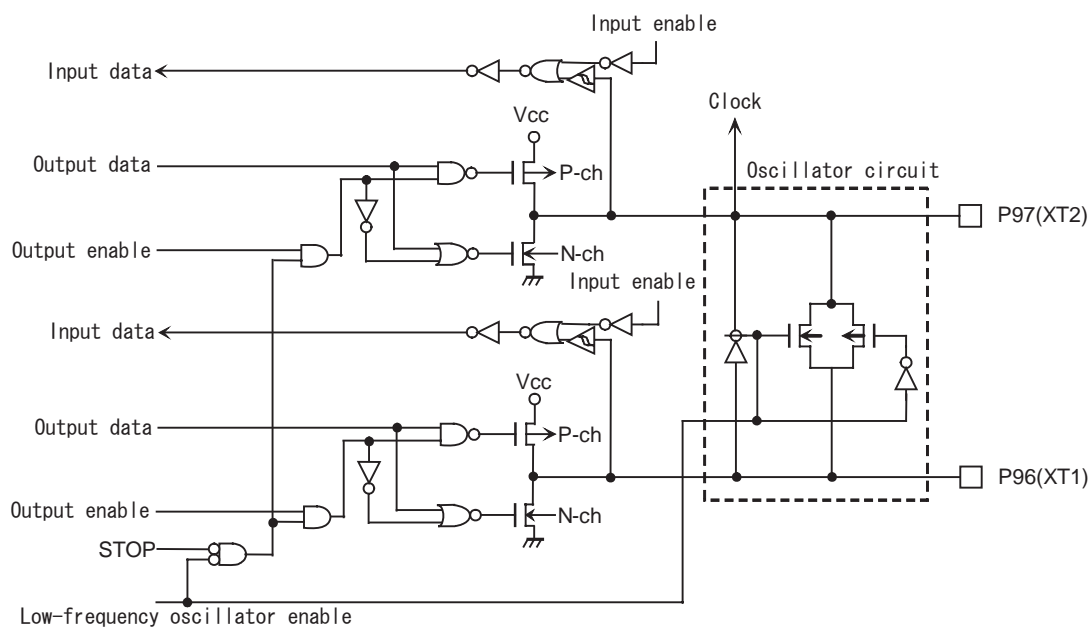 Input enable
Input data
Clock
Vcc
Output data
P-ch
Oscillator circuit
P97(XT2)
Output enable
N-ch
Input enable
Input data
Vcc
Output data
P-ch
P96(XT1)
Output enable
N-ch
STOP
Low-frequency oscillator enable